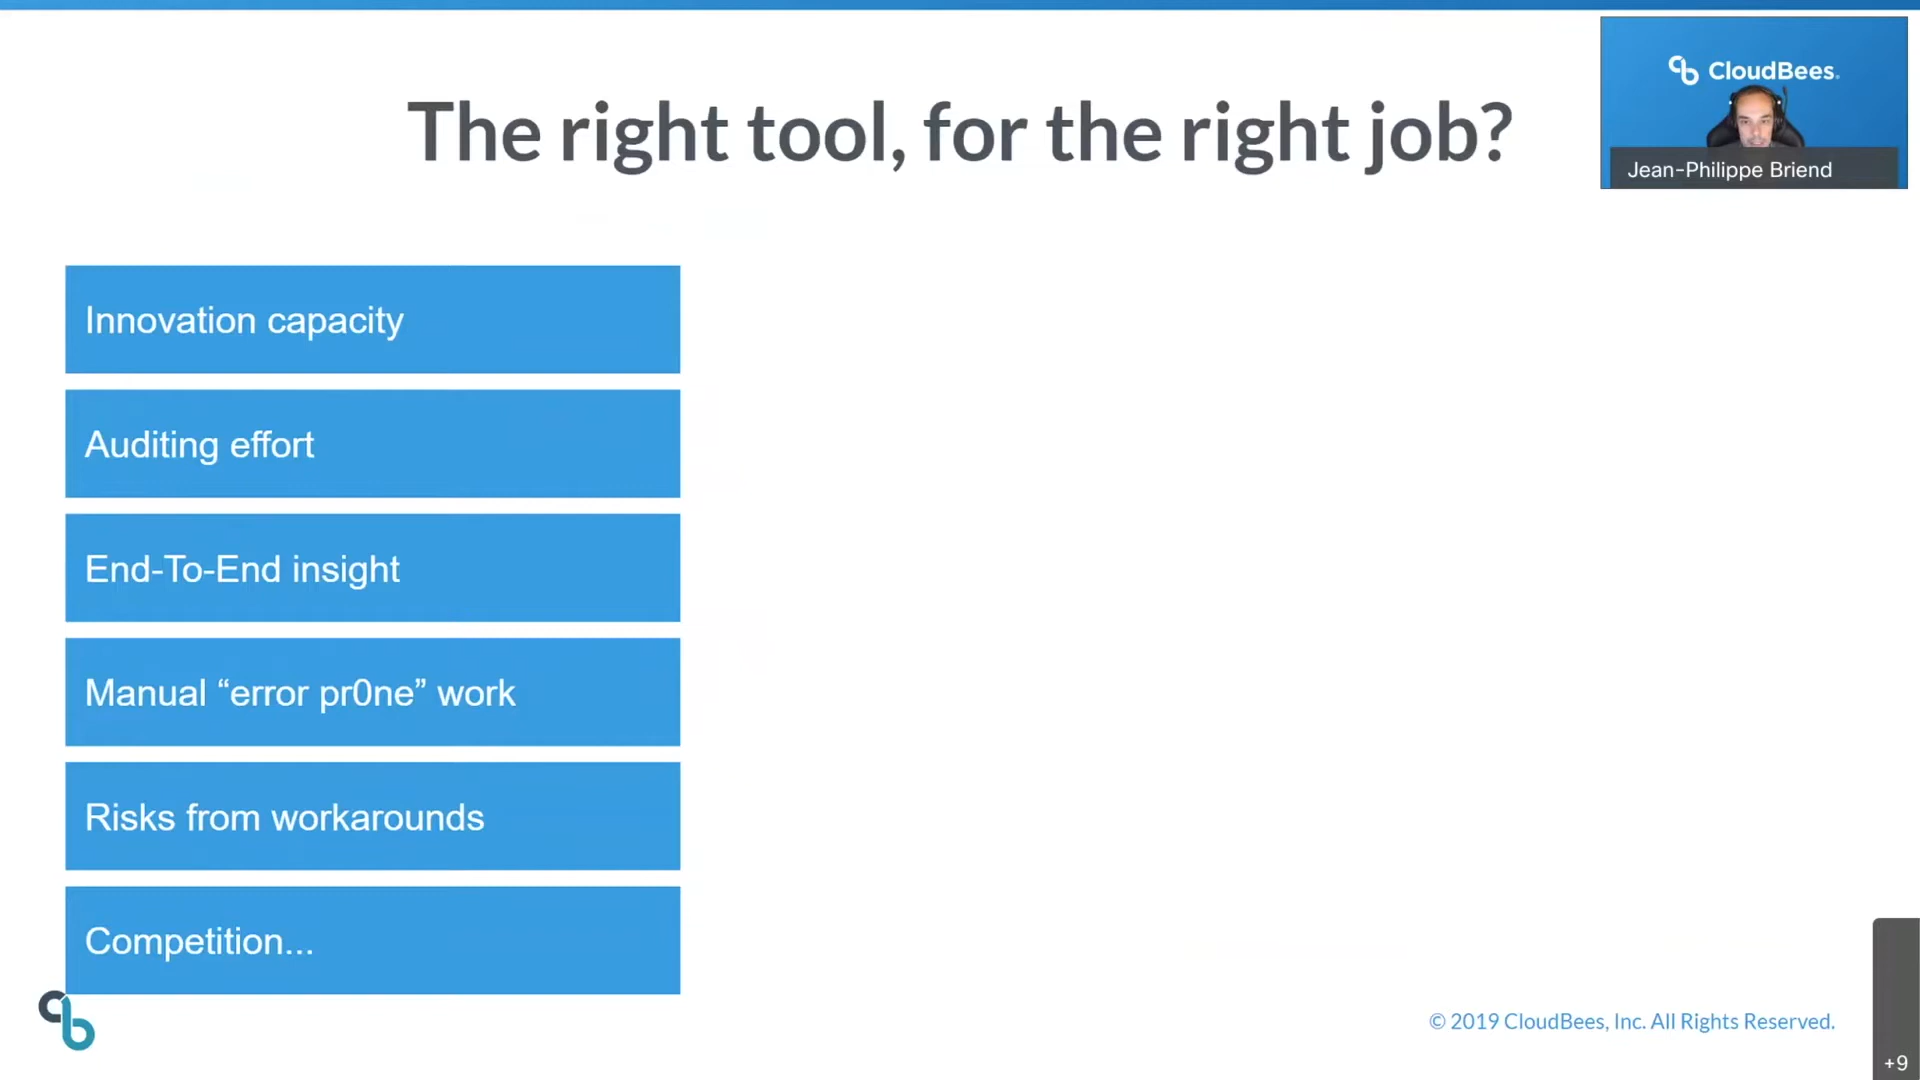 The right tool, for the right job?
CloudBees.
Jean-Philippe Briend
Innovation capacity
Auditing effort
End-To-End insight
Manual “error pr0ne” work
Risks from workarounds
Competition...
© 2019 CloudBees, Inc. All Rights Reserved.
+9